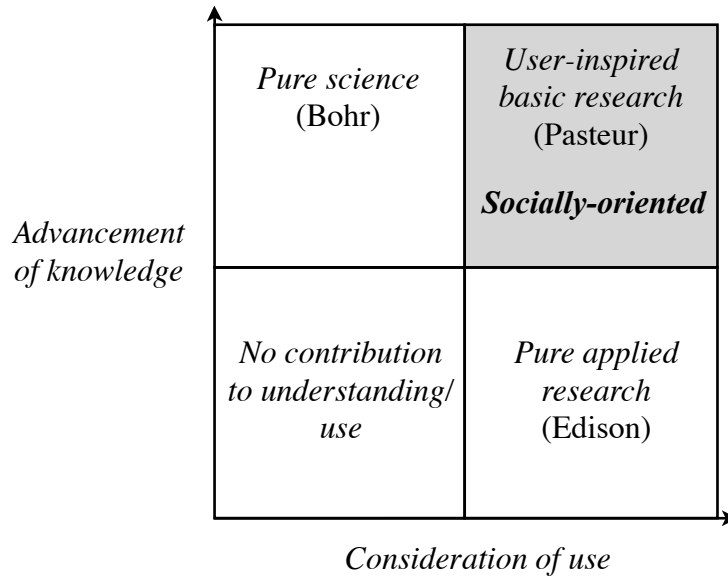 Pure science
(Bohr)
User-inspired
basic research
(Pasteur)
Socially-oriented
Advancement
of knowledge
No contribution
to understanding/
use
Pure applied
research
(Edison)
Consideration of use